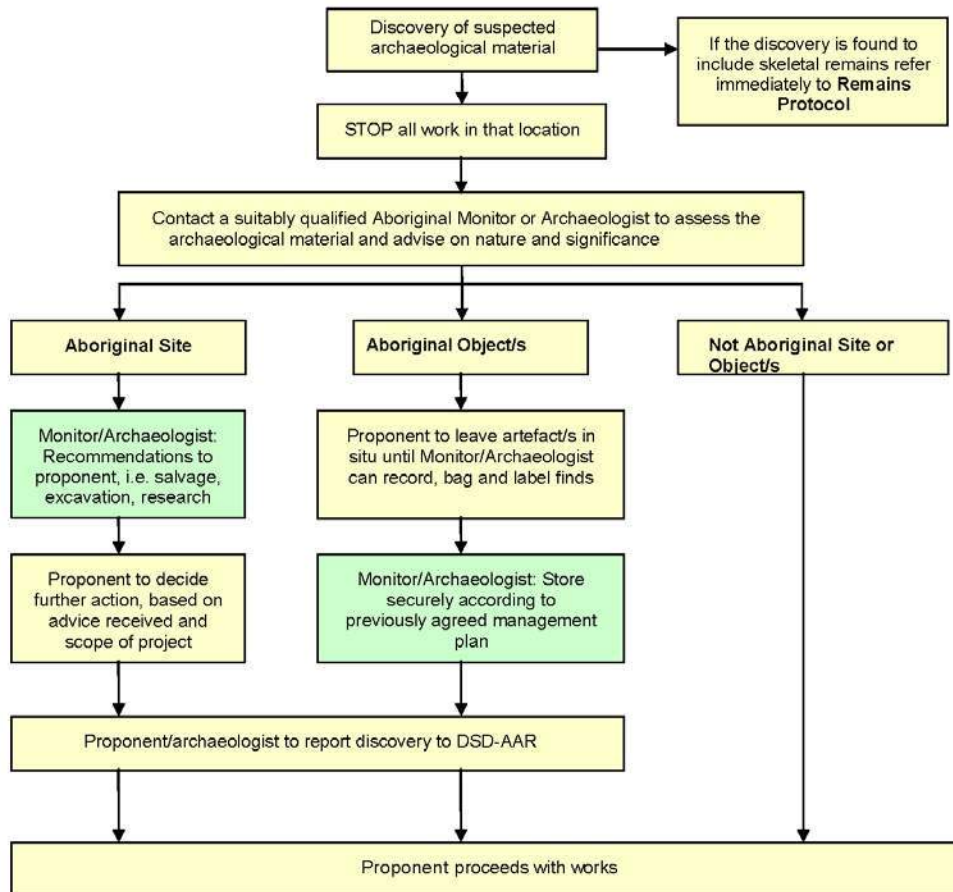 Discovery of suspected
archaeological material
If the discovery is found to
include skeletal remains refer
immediately to Remains
Protocol
STOP all work in that location
Contact a suitably qualified Aboriginal Monitor or Archaeologist to assess the
archaeological material and advise on nature and significance
Aboriginal Site
Aboriginal Object/s
Not Aboriginal Site or
Object/s
Monitor/Archaeologist:
Recommendations to
proponent, i.e. salvage,
excavation, research
Proponent to leave artefact/s in
situ until Monitor/Archaeologist
can record, bag and label finds
Proponent to decide
further action, based on
advice received and
scope of project
Monitor/Archaeologist: Store
securely according to
previously agreed management
plan
Proponent/archaeologist to report discovery to DSD-AAR
Proponent proceeds with works